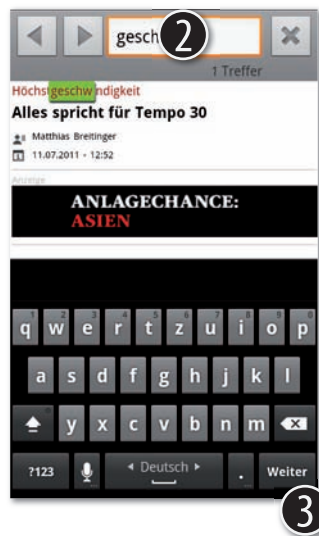 gesch
2
1 Treffer
Höchstgeschwindigkeit
Alles spricht für Tempo 30
Matthias Breitinger
11.07.2011 - 12:52
Anzeige
ANLAGECHANCE:
ASIEN
q w e r t z u i o p
a s d f g h j k l
y x c v b n m
?123 Deutsch . Weiter
3